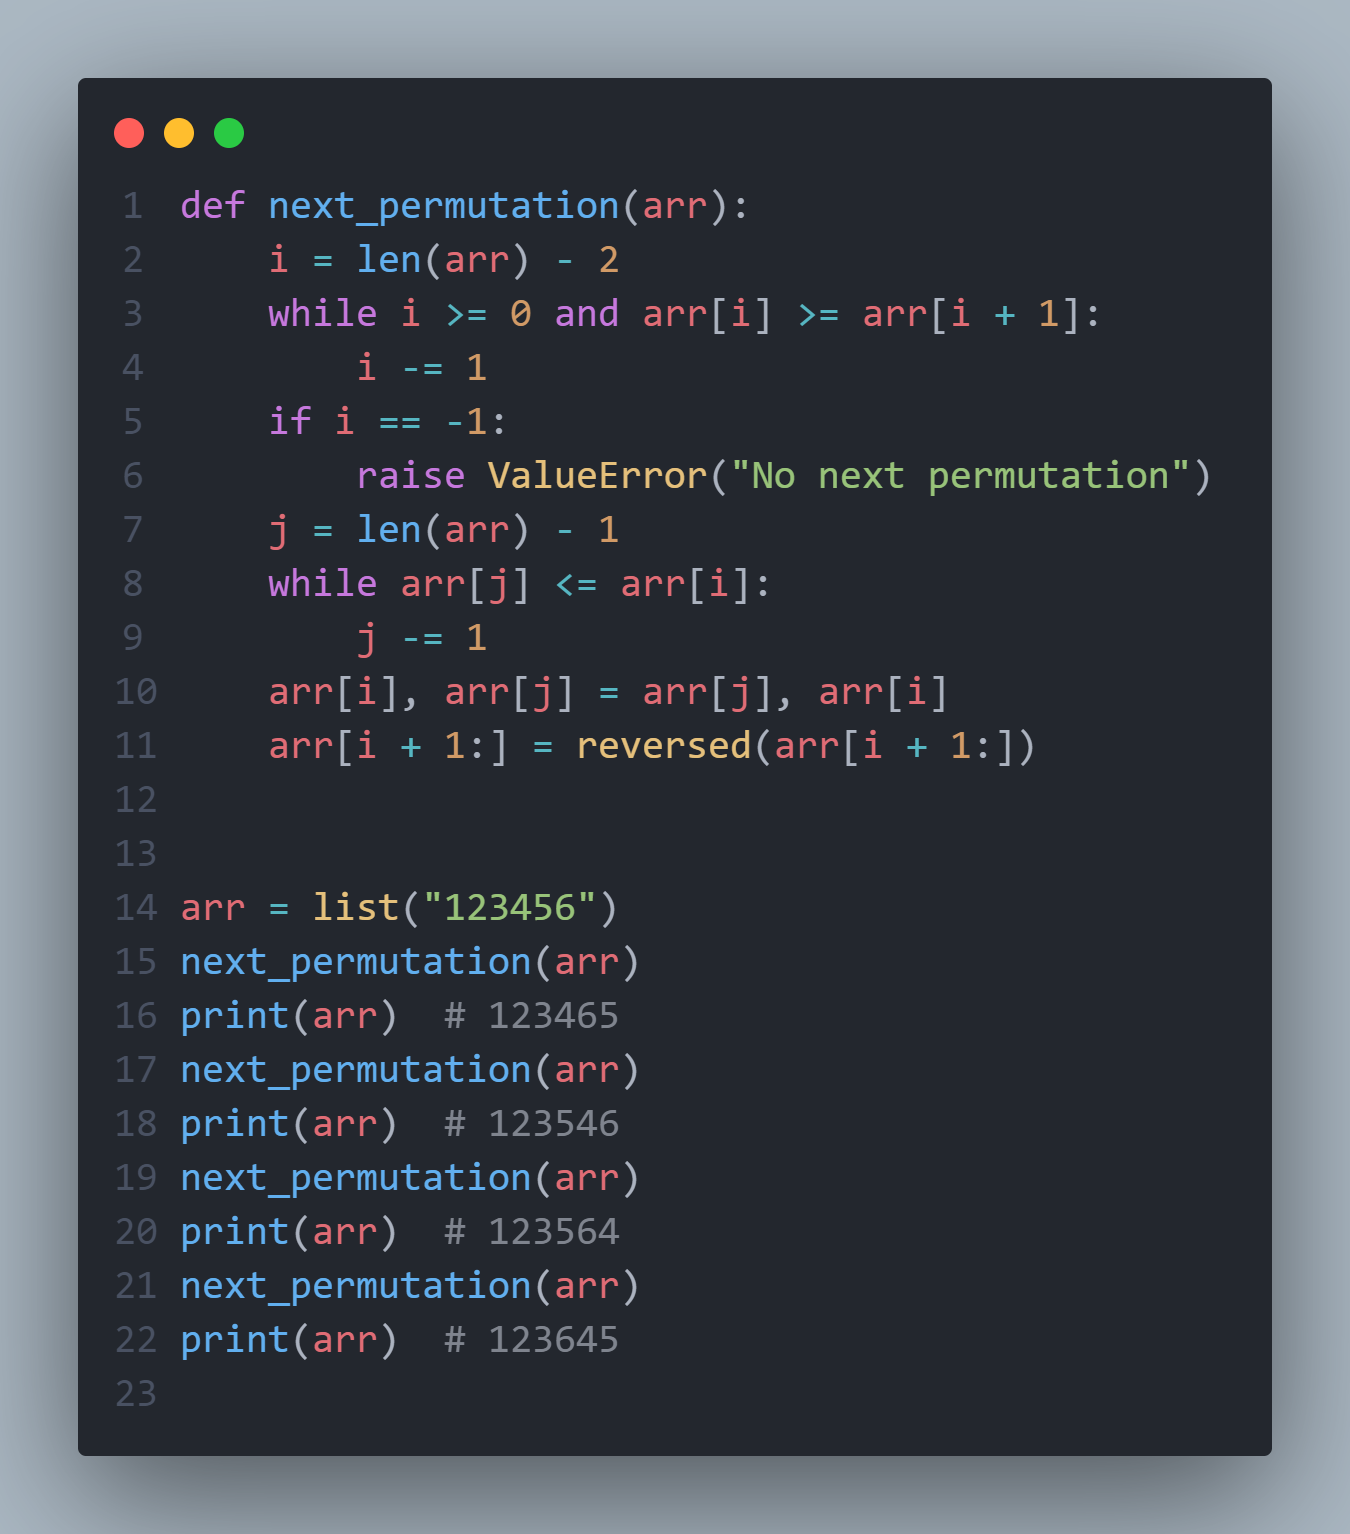 1 def next_permutation(arr):
2     i = len(arr) - 2
3     while i >= 0 and arr[i] >= arr[i + 1]:
4         i -= 1
5     if i == -1:
6         raise ValueError("No next permutation")
7     j = len(arr) - 1
8     while arr[j] <= arr[i]:
9         j -= 1
10     arr[i], arr[j] = arr[j], arr[i]
11     arr[i + 1:] = reversed(arr[i + 1:])
12
13
14 arr = list("123456")
15 next_permutation(arr)
16 print(arr)  # 123465
17 next_permutation(arr)
18 print(arr)  # 123546
19 next_permutation(arr)
20 print(arr)  # 123564
21 next_permutation(arr)
22 print(arr)  # 123645
23